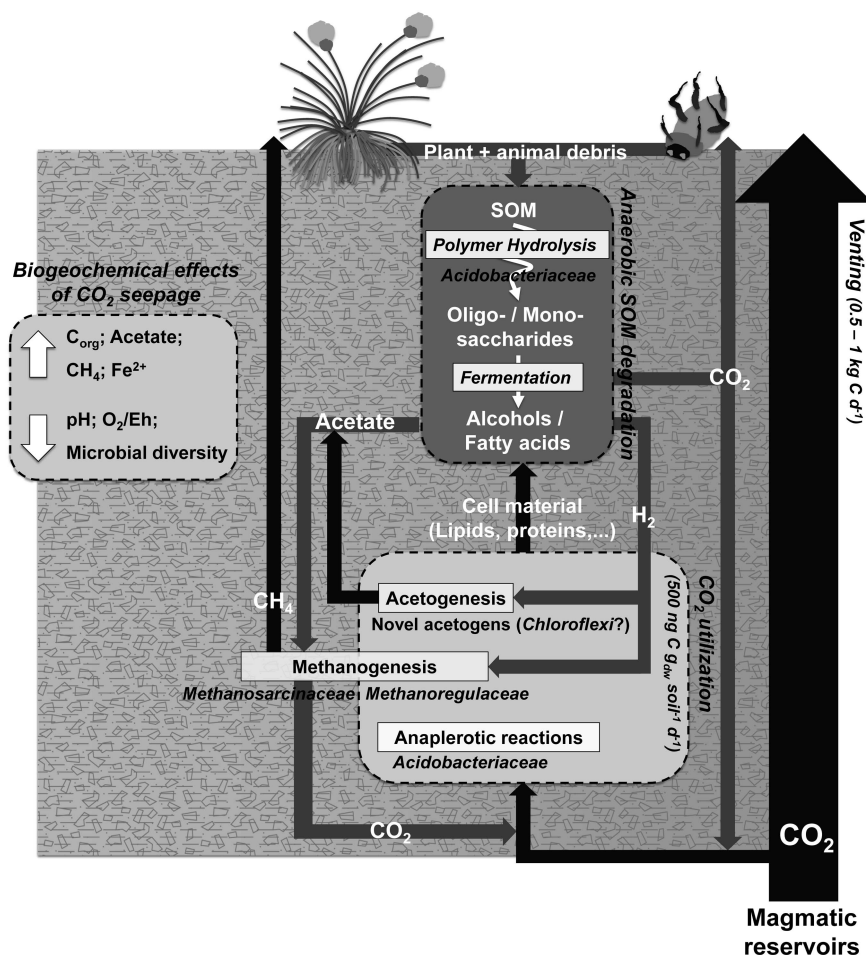 Plant + animal debris
SOM
Polymer Hydrolysis
Acidobacteriaceae
Oligo- / Mono-
saccharides
Fermentation
Alcohols /
Fatty acids
Anaerobic SOM degradation
CO₂
Venting (0.5 – 1 kg C d⁻¹)
Biogeochemical effects
of CO₂ seepage
C_org; Acetate;
CH₄; Fe²⁺
pH; O₂/Eh;
Microbial diversity
Acetate
Cell material
(Lipids, proteins,...)
H₂
CH₄
Acetogenesis
Novel acetogens (Chloroflexi?)
Methanogenesis
Methanosarcinaceae Methanoregulaceae
Anaplerotic reactions
Acidobacteriaceae
CO₂ utilization
(500 ng C g_dw soil⁻¹ d⁻¹)
CO₂
CO₂
Magmatic
reservoirs